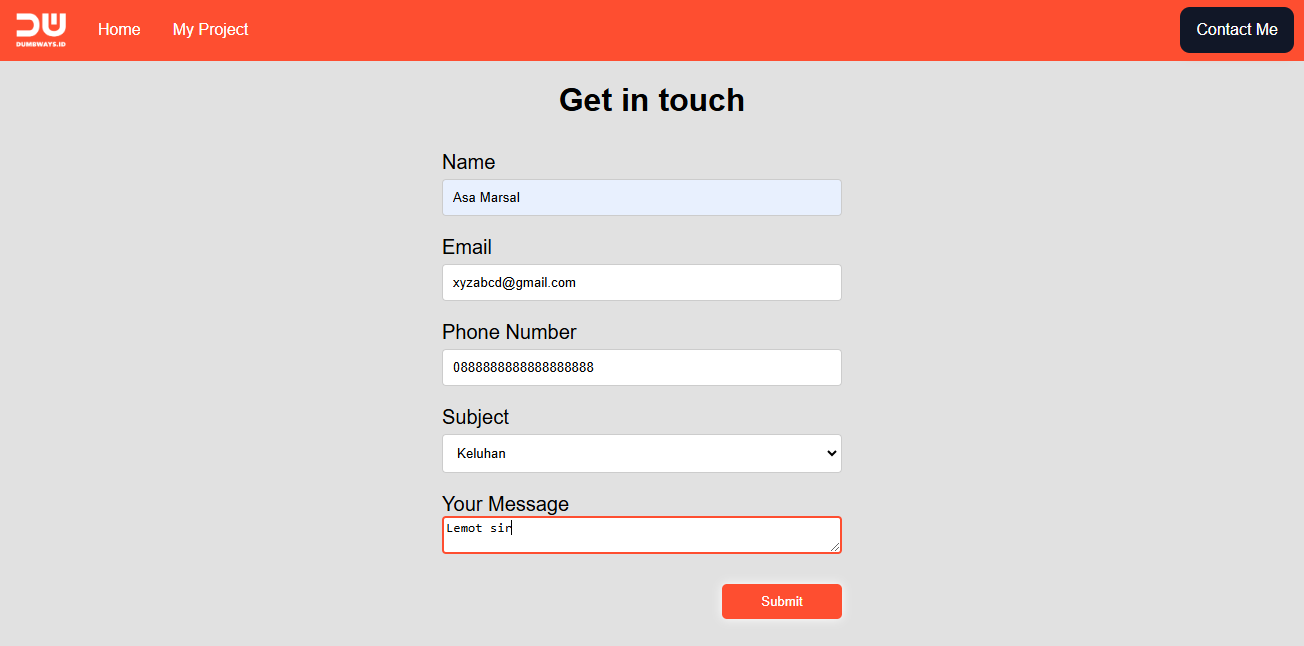 DW
DUMBWAYS.ID
Home
My Project
Contact Me
Get in touch
Name
Asa Marsal
Email
xyzabcd@gmail.com
Phone Number
0888888888888888888
Subject
Keluhan
Your Message
Lemot sir
Submit